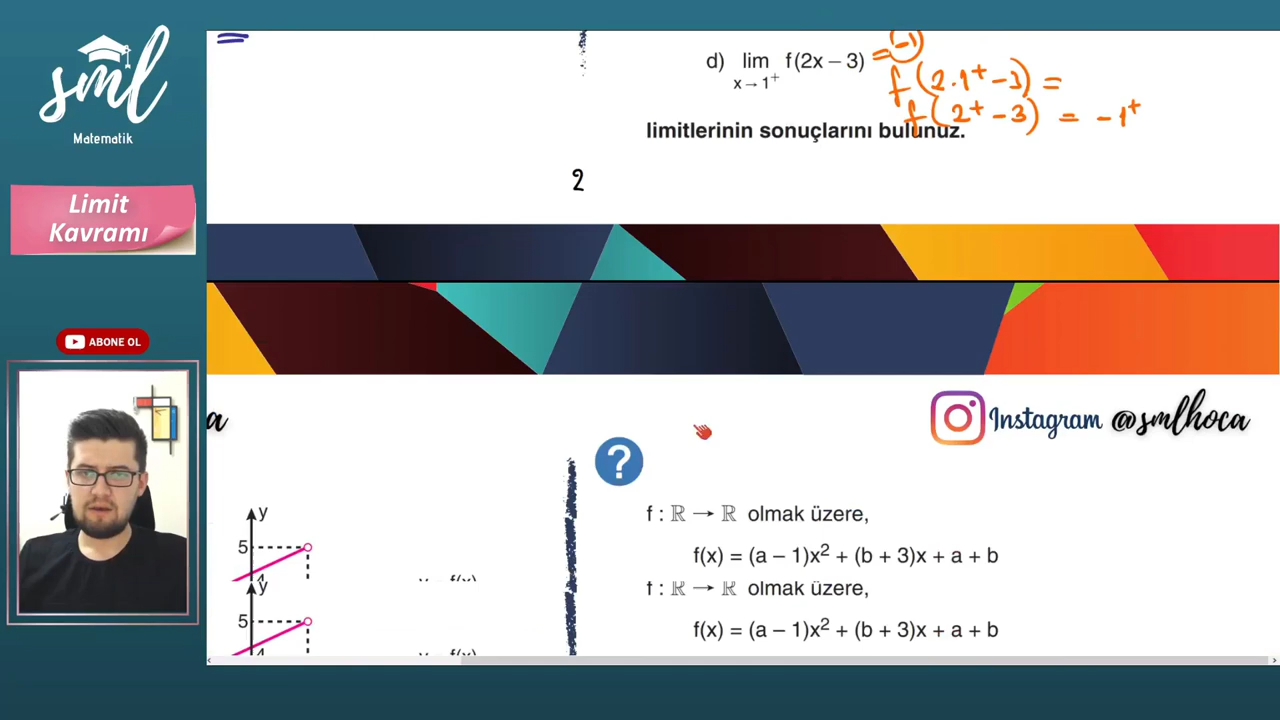 sml
Matematik
Limit
Kavramı
ABONE OL
d) lim f(2x – 3) = (-1)
x → 1⁺
f(2.1⁺ -3) =
f(2⁺ -3) = -1⁺
limitlerinin sonuçlarını bulunuz.
2
a
Instagram @smlhoca
?
y
5
f : ℝ → ℝ olmak üzere,
f(x) = (a – 1)x² + (b + 3)x + a + b
y
5
f : ℝ → ℝ olmak üzere,
f(x) = (a – 1)x² + (b + 3)x + a + b